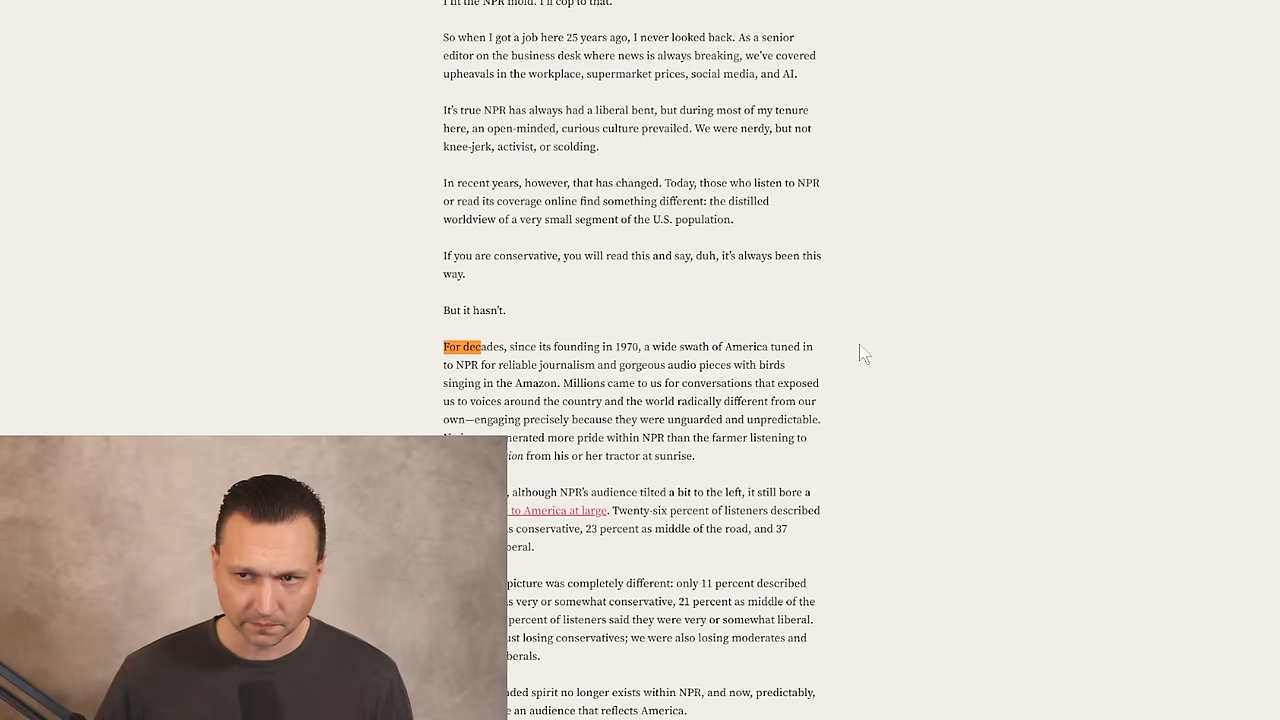 I fit the NPR mold. I'll cop to that.
So when I got a job here 25 years ago, I never looked back. As a senior
editor on the business desk where news is always breaking, we've covered
upheavals in the workplace, supermarket prices, social media, and AI.
It's true NPR has always had a liberal bent, but during most of my tenure
here, an open-minded, curious culture prevailed. We were nerdy, but not
knee-jerk, activist, or scolding.
In recent years, however, that has changed. Today, those who listen to NPR
or read its coverage online find something different: the distilled
worldview of a very small segment of the U.S. population.
If you are conservative, you will read this and say, duh, it's always been this
way.
But it hasn't.
For decades, since its founding in 1970, a wide swath of America tuned in
to NPR for reliable journalism and gorgeous audio pieces with birds
singing in the Amazon. Millions came to us for conversations that exposed
us to voices around the country and the world radically different from our
own—engaging precisely because they were unguarded and unpredictable.
more pride within NPR than the farmer listening to
from his or her tractor at sunrise.
, although NPR's audience tilted a bit to the left, it still bore a
to America at large. Twenty-six percent of listeners described
conservative, 23 percent as middle of the road, and 37
picture was completely different: only 11 percent described
very or somewhat conservative, 21 percent as middle of the
percent of listeners said they were very or somewhat liberal.
losing conservatives; we were also losing moderates and
spirit no longer exists within NPR, and now, predictably,
an audience that reflects America.